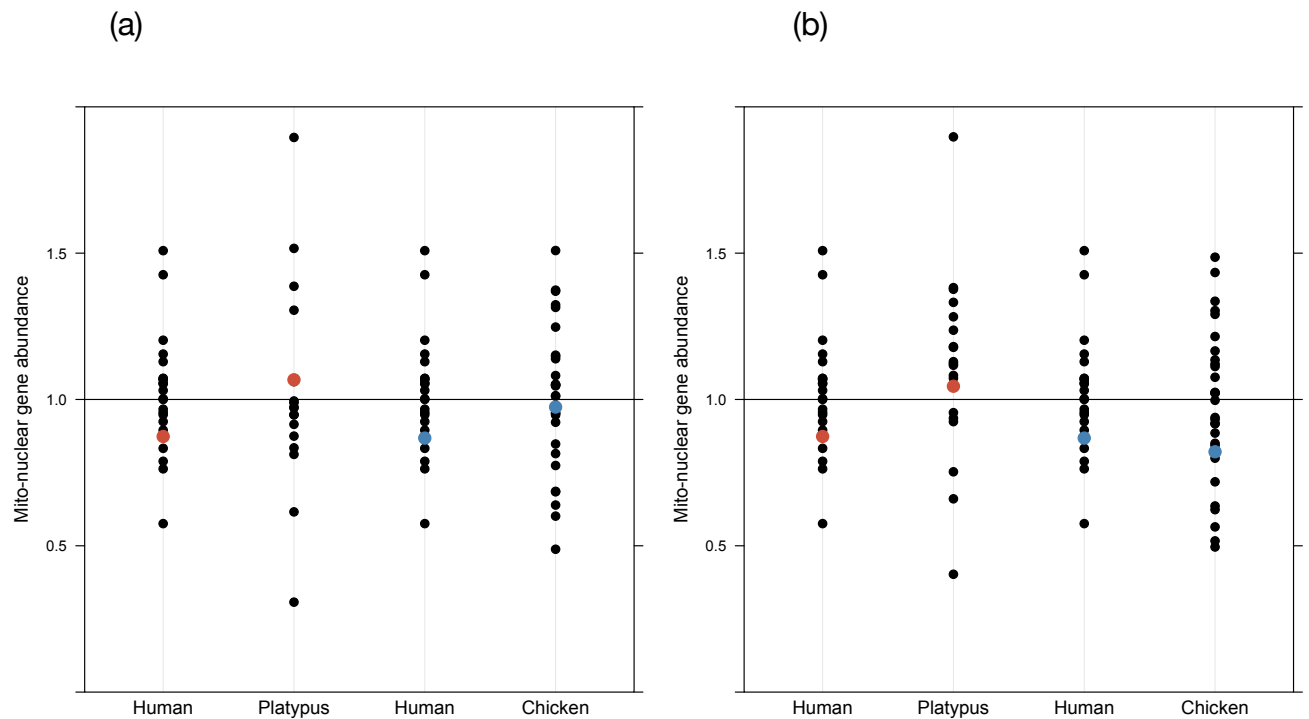 (a)
(b)
Mito-nuclear gene abundance
1.5
1.0
0.5
Human Platypus Human Chicken
Mito-nuclear gene abundance
1.5
1.0
0.5
Human Platypus Human Chicken